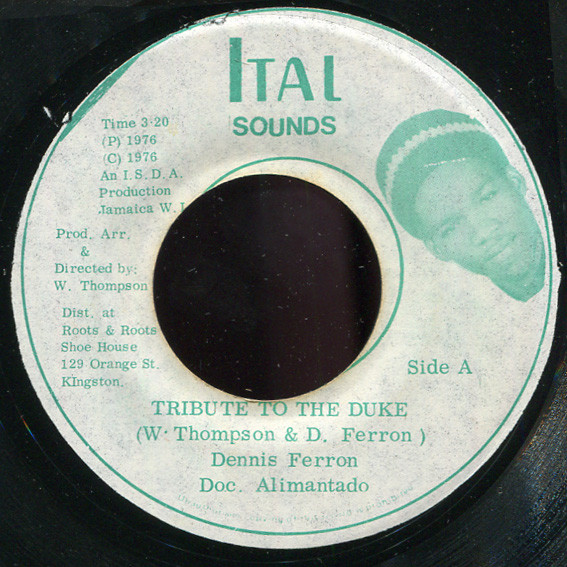 ITAL
SOUNDS
Time 3-20
(P) 1976
(C) 1976
An I.S.D.A.
Production
Jamaica W.I
Prod. Arr.
&
Directed by:
W. Thompson
Dist. at
Roots & Roots
Shoe House
129 Orange St.
KIngston.
Side A
TRIBUTE TO THE DUKE
(W. Thompson & D. Ferron)
Dennis Ferron
Doc. Alimantado